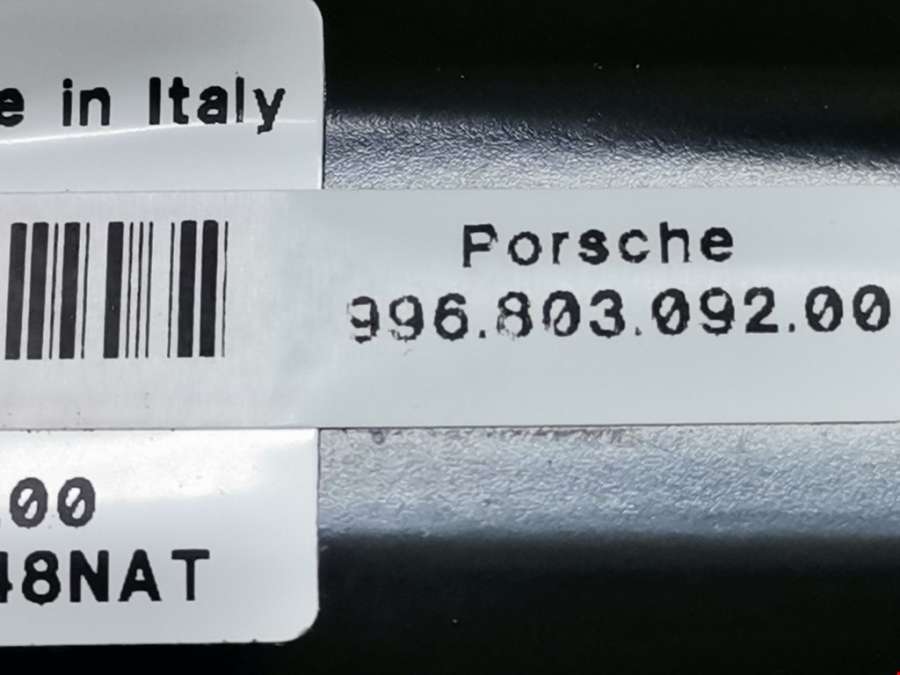 e in Italy
Porsche
996.803.092.00
.00
48NAT